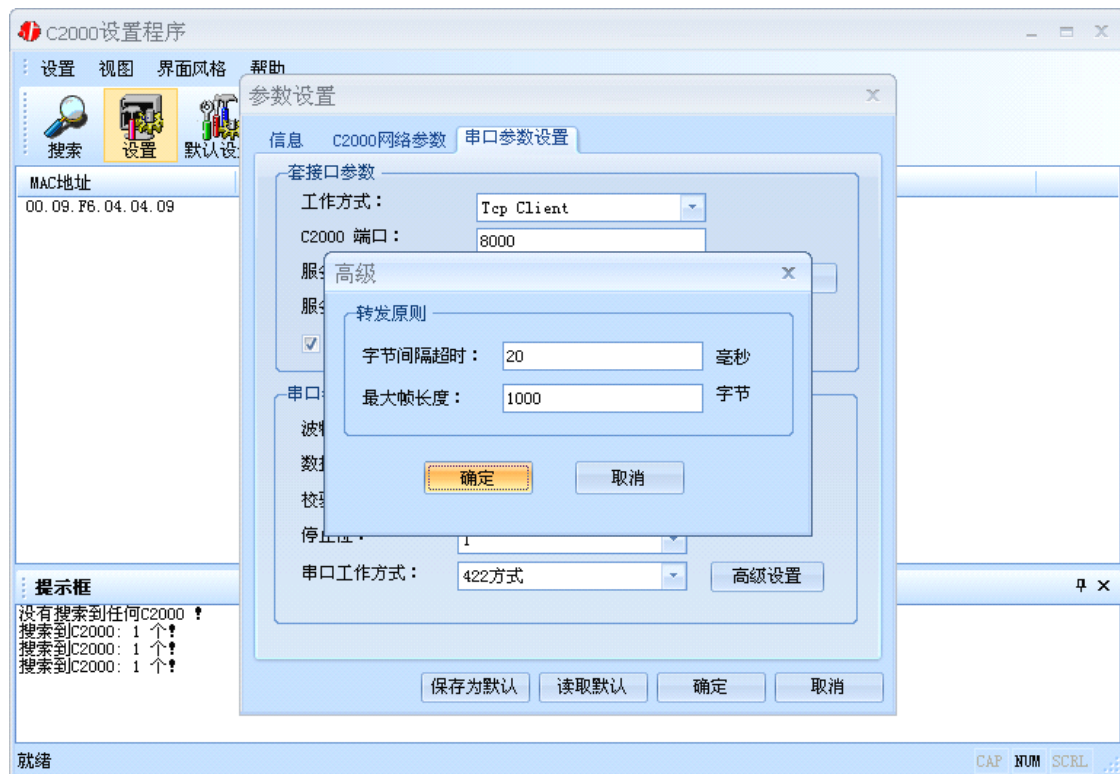 C2000设置程序
设置 视图 界面风格 帮助
搜索 设置 默认设
MAC地址
00.09.F6.04.04.09
参数设置
信息 C2000网络参数 串口参数设置
套接口参数
工作方式： Tcp Client
C2000 端口： 8000
服
服
高级
转发原则
字节间隔超时： 20 毫秒
最大帧长度： 1000 字节
确定 取消
串口
波
数
校
停止位： 1
串口工作方式： 422方式 高级设置
保存为默认 读取默认 确定 取消
提示框
没有搜索到任何C2000 ！
搜索到C2000: 1 个！
搜索到C2000: 1 个！
搜索到C2000: 1 个！
就绪 CAP NUM SCRL